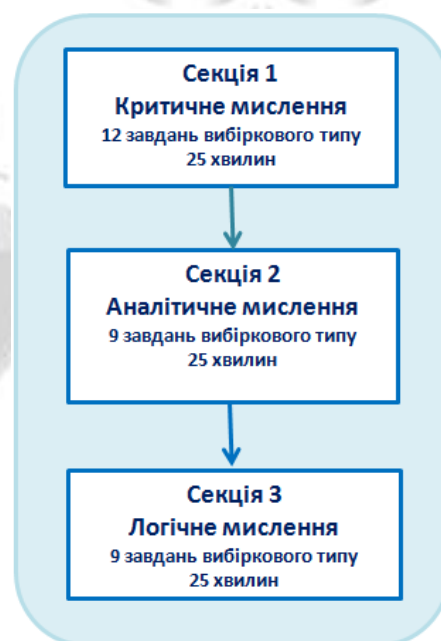 Секція 1
Критичне мислення
12 завдань вибіркового типу
25 хвилин
Секція 2
Аналітичне мислення
9 завдань вибіркового типу
25 хвилин
Секція 3
Логічне мислення
9 завдань вибіркового типу
25 хвилин